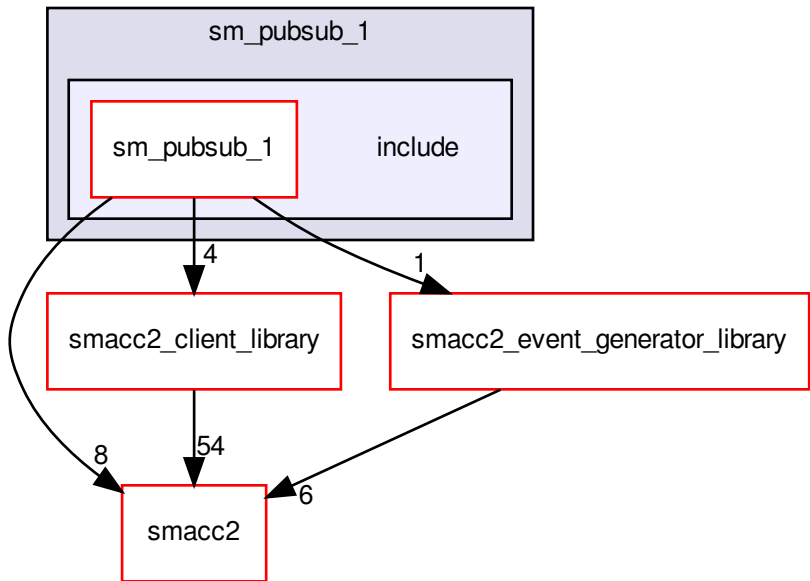 sm_pubsub_1
sm_pubsub_1
include
4
1
smacc2_client_library
smacc2_event_generator_library
8
54
6
smacc2